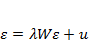 ε = λWε + u